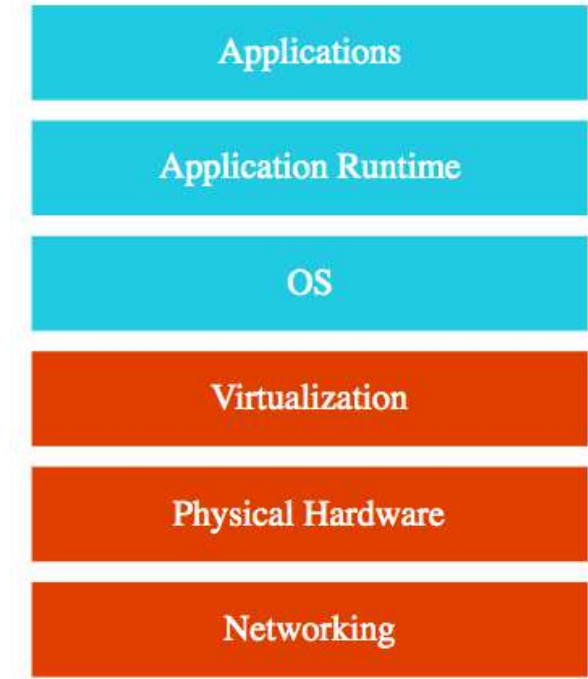 Applications
Application Runtime
OS
Virtualization
Physical Hardware
Networking